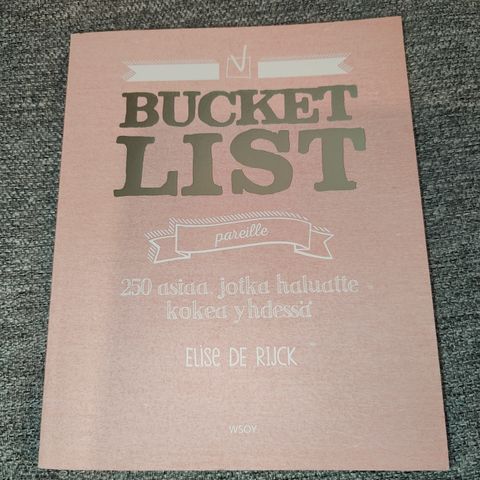 BUCKET
LIST
pareille
250 asiaa, jotka haluatte
kokea yhdessä
ELISE DE RIJCK
WSOY